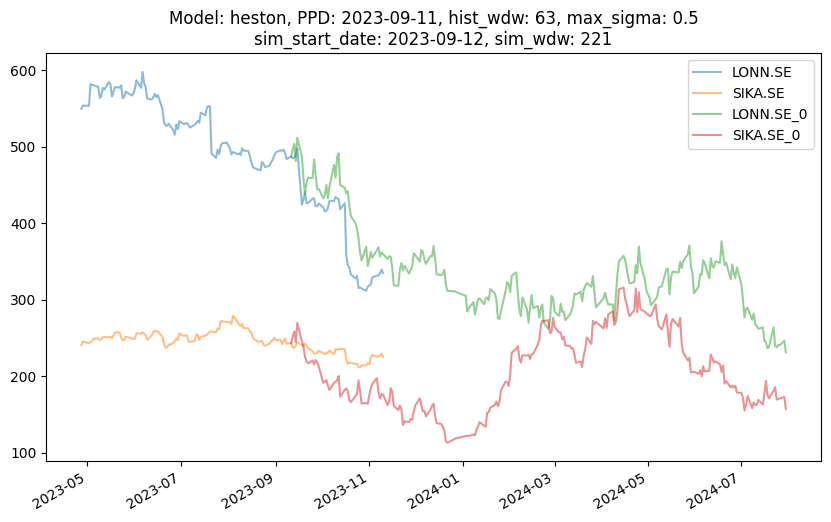 Model: heston, PPD: 2023-09-11, hist_wdw: 63, max_sigma: 0.5
sim_start_date: 2023-09-12, sim_wdw: 221
LONN.SE
SIKA.SE
LONN.SE_0
SIKA.SE_0
600
500
400
300
200
100
2023-05
2023-07
2023-09
2023-11
2024-01
2024-03
2024-05
2024-07